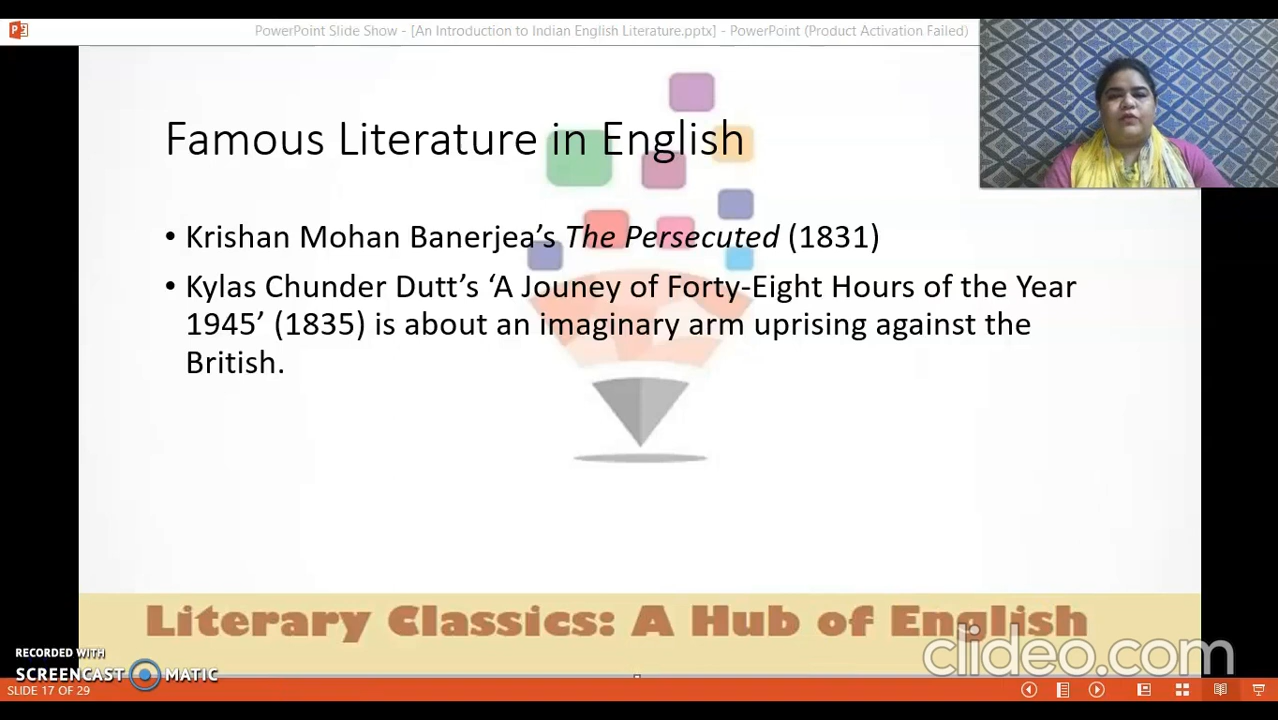 PowerPoint Slide Show - [An Introduction to Indian English Literature.pptx] - PowerPoint (Product Activation Failed)
Famous Literature in English
• Krishan Mohan Banerjea’s The Persecuted (1831)
• Kylas Chunder Dutt’s ‘A Jouney of Forty-Eight Hours of the Year
1945’ (1835) is about an imaginary arm uprising against the
British.
Literary Classics: A Hub of English
clideo.com
RECORDED WITH
SCREENCAST MATIC
SLIDE 17 OF 29